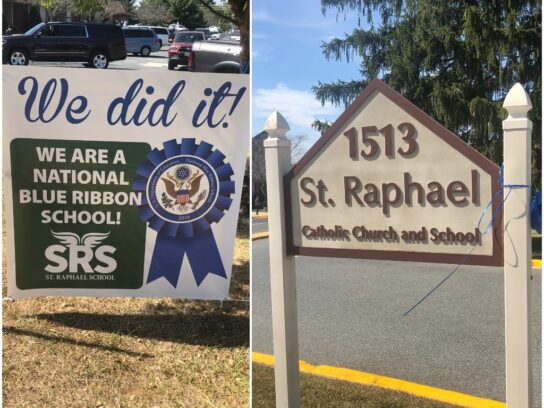 We did it!
WE ARE A
NATIONAL
BLUE RIBBON
SCHOOL!
SRS
ST. RAPHAEL SCHOOL
1513
St. Raphael
Catholic Church and School